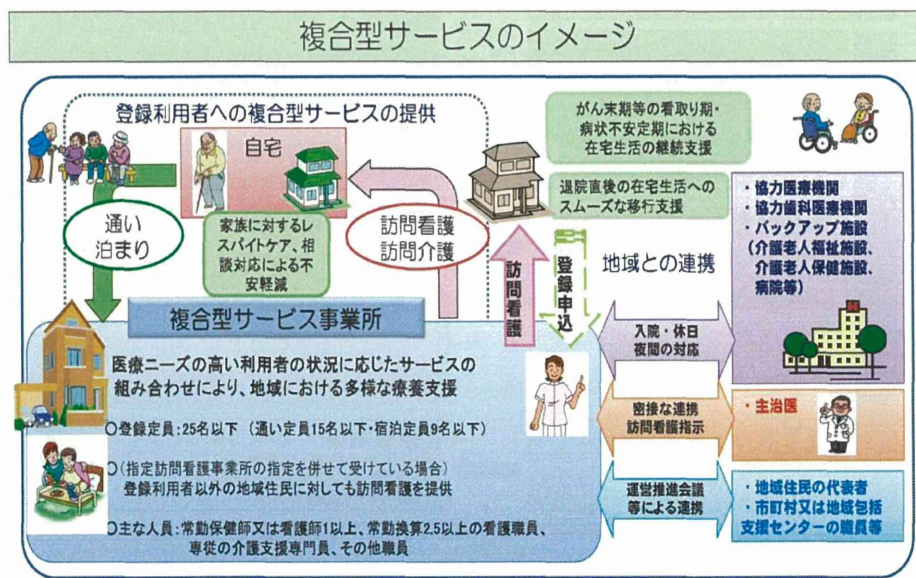 複合型サービスのイメージ
登録利用者への複合型サービスの提供
自宅
通い
泊まり
家族に対するレ
スパイトケア、相
談対応による不
安軽減
訪問看護
訪問介護
がん末期等の看取り期・
病状不安定期における
在宅生活の継続支援
退院直後の在宅生活への
スムーズな移行支援
訪問看護
登録申込
地域との連携
・協力医療機関
・協力歯科医療機関
・バックアップ施設
（介護老人福祉施設、
介護老人保健施設、
病院等）
複合型サービス事業所
医療ニーズの高い利用者の状況に応じたサービスの
組み合わせにより、地域における多様な療養支援
〇登録定員：25名以下（通い定員15名以下・宿泊定員9名以下）
〇（指定訪問看護事業所の指定を併せて受けている場合）
登録利用者以外の地域住民に対しても訪問看護を提供
〇主な人員：常勤保健師又は看護師1以上、常勤換算2.5以上の看護職員、
専従の介護支援専門員、その他職員
入院・休日
夜間の対応
密接な連携
訪問看護指示
・主治医
運営推進会議
等による連携
・地域住民の代表者
・市町村又は地域包括
支援センターの職員等